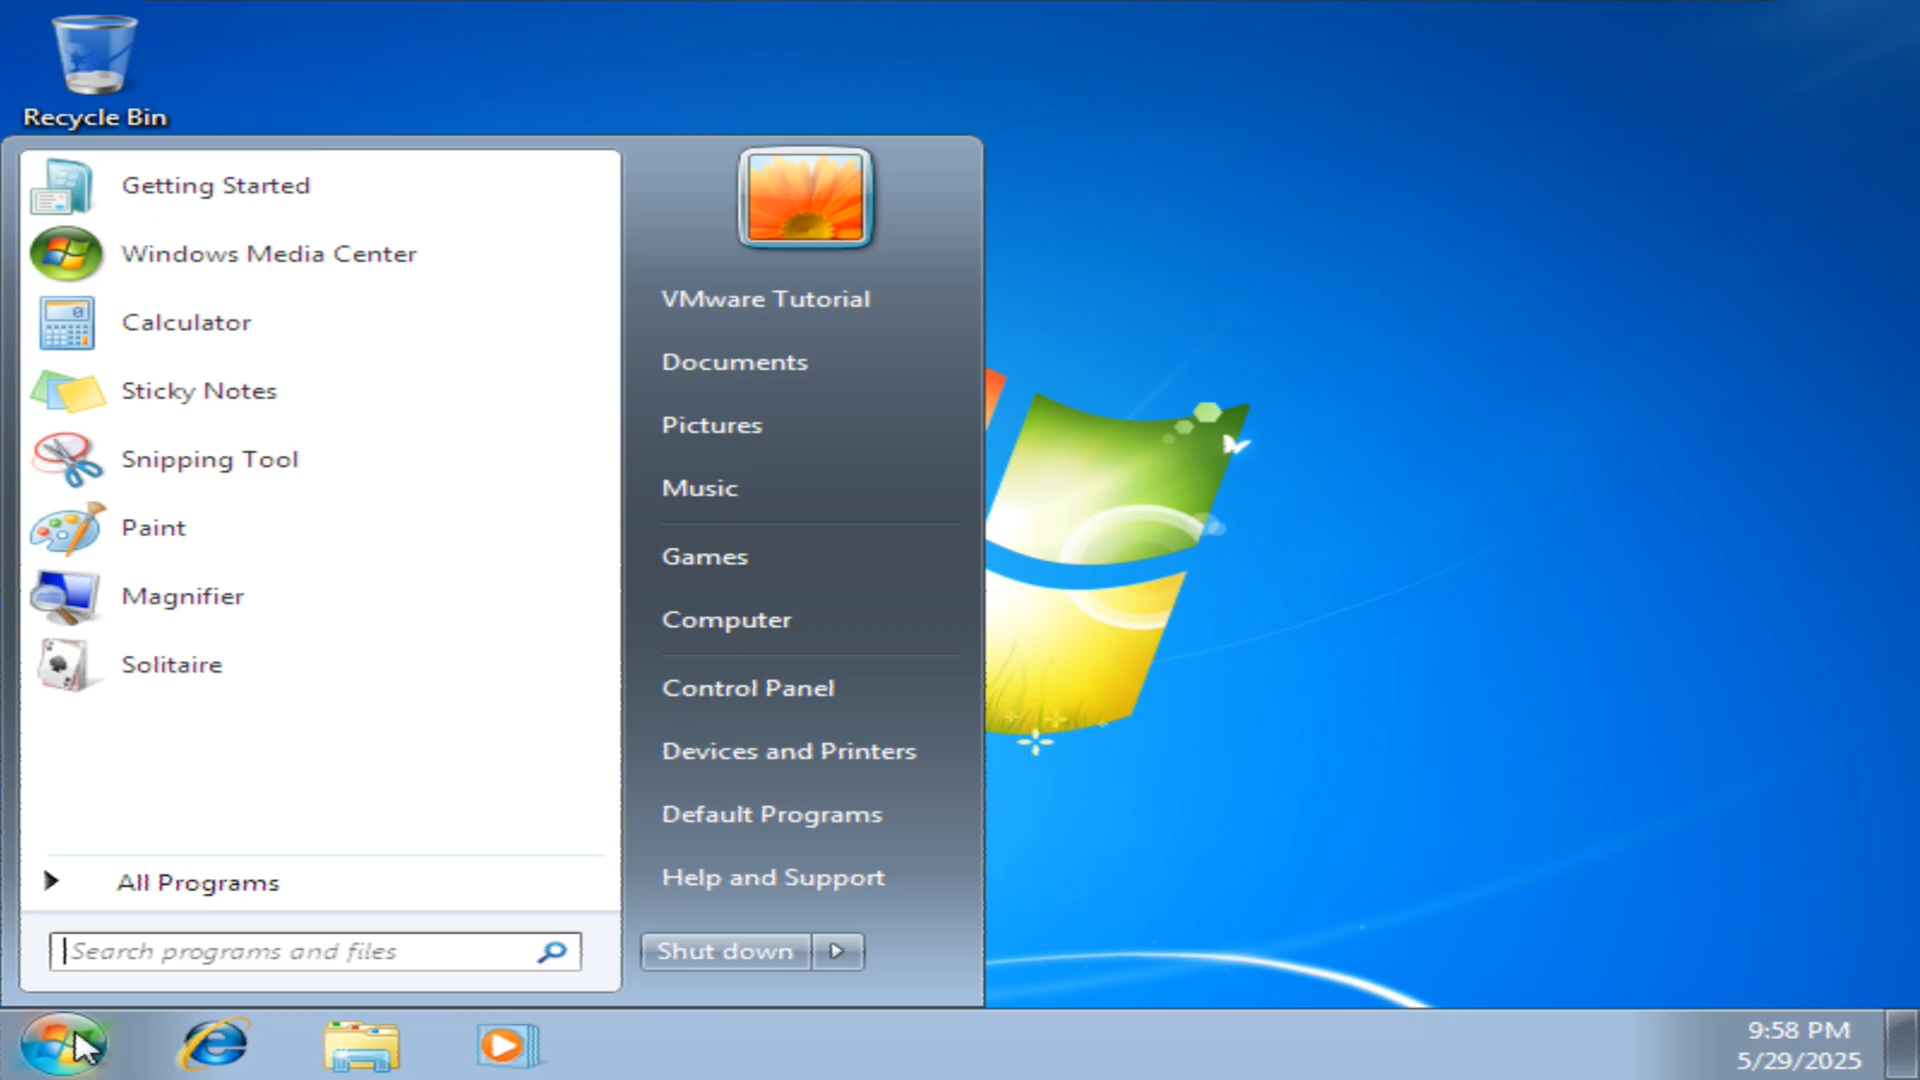 Recycle Bin
Getting Started
Windows Media Center
Calculator
Sticky Notes
Snipping Tool
Paint
Magnifier
Solitaire
All Programs
Search programs and files
VMware Tutorial
Documents
Pictures
Music
Games
Computer
Control Panel
Devices and Printers
Default Programs
Help and Support
Shut down
9:58 PM
5/29/2025